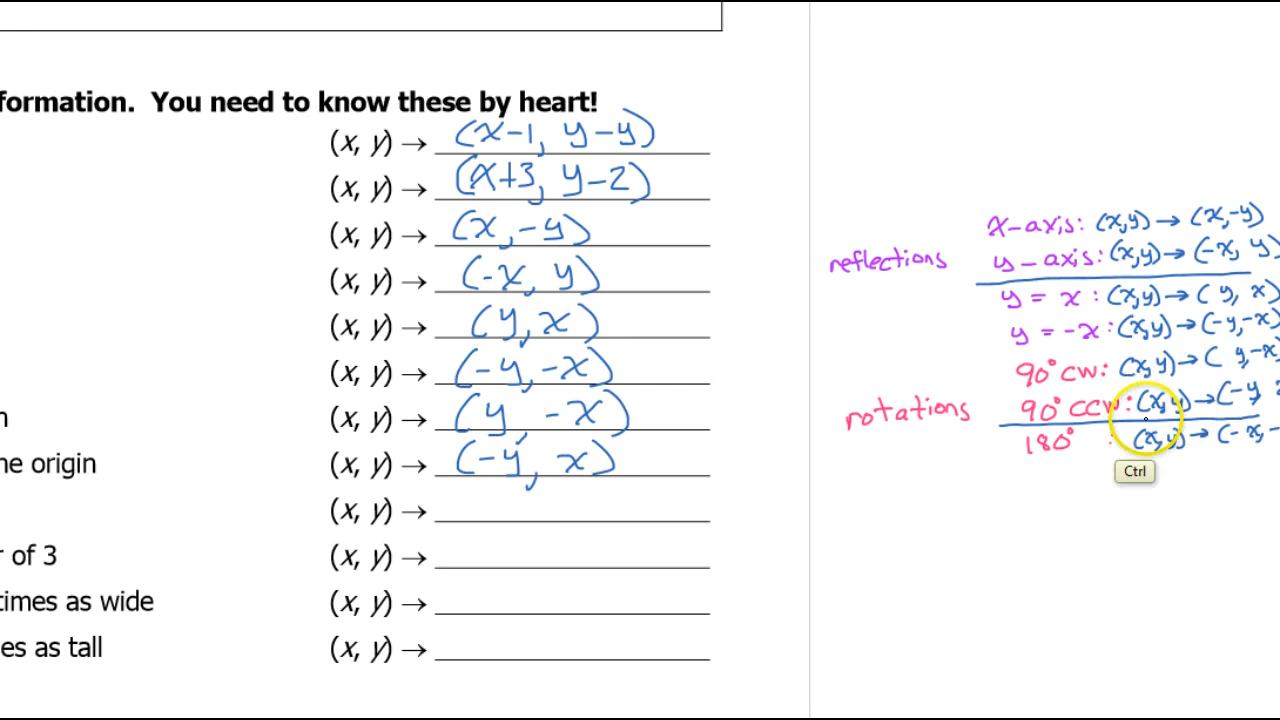 formation. You need to know these by heart!
(x, y) → (x-1, y-y)
(x, y) → (x+3, y-2)
(x, y) → (x, -y)
(x, y) → (-x, y)
(x, y) → (y, x)
(x, y) → (-y, -x)
n (x, y) → (y, -x)
ne origin (x, y) → (-y, x)
(x, y) →
r of 3 (x, y) →
times as wide (x, y) →
es as tall (x, y) →
reflections
x-axis: (x,y) → (x,-y)
y-axis: (x,y) → (-x, y)
y = x : (x,y) → (y, x)
y = -x : (x,y) → (-y,-x)
rotations
90° CW: (x,y) → ( y,-x
90° CCW: (x,y) → (-y
180° : (x,y) → (-x,-
Ctrl